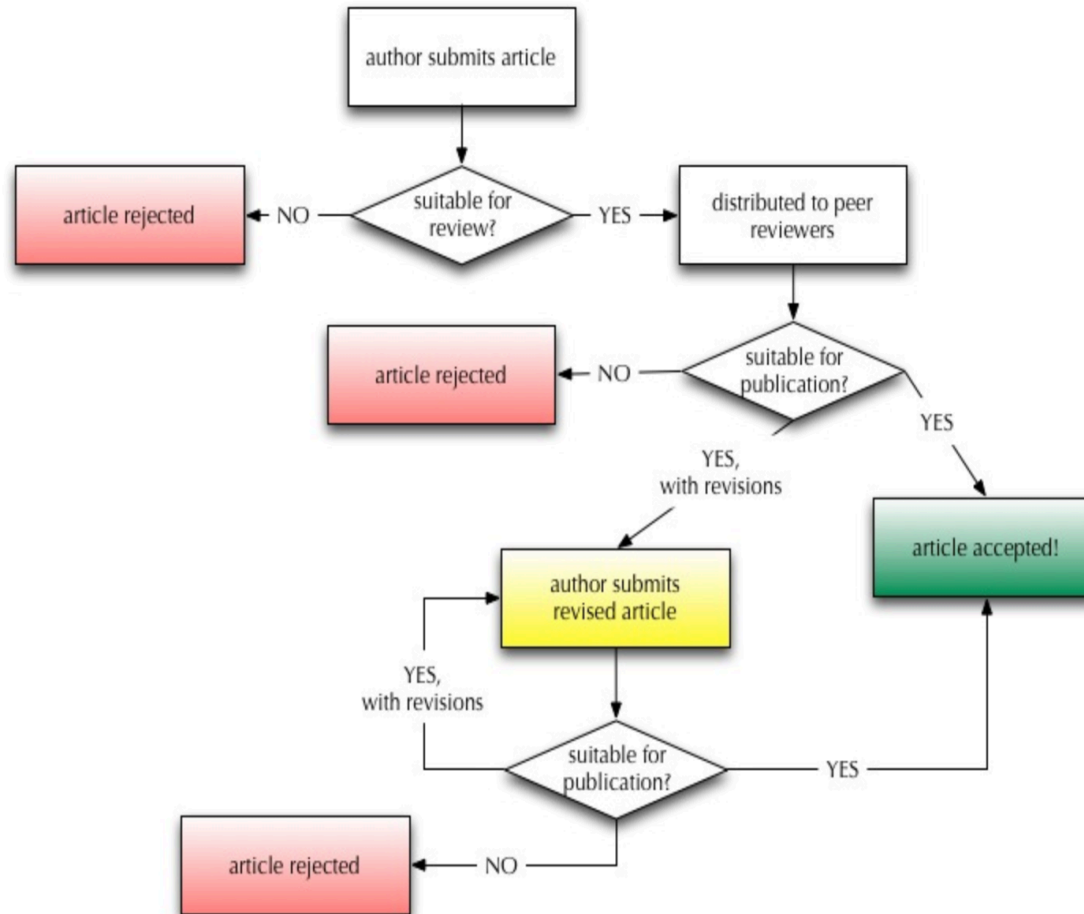 author submits article
article rejected
NO
suitable for
review?
YES
distributed to peer
reviewers
article rejected
NO
suitable for
publication?
YES
YES,
with revisions
article accepted!
author submits
revised article
YES,
with revisions
suitable for
publication?
YES
article rejected
NO